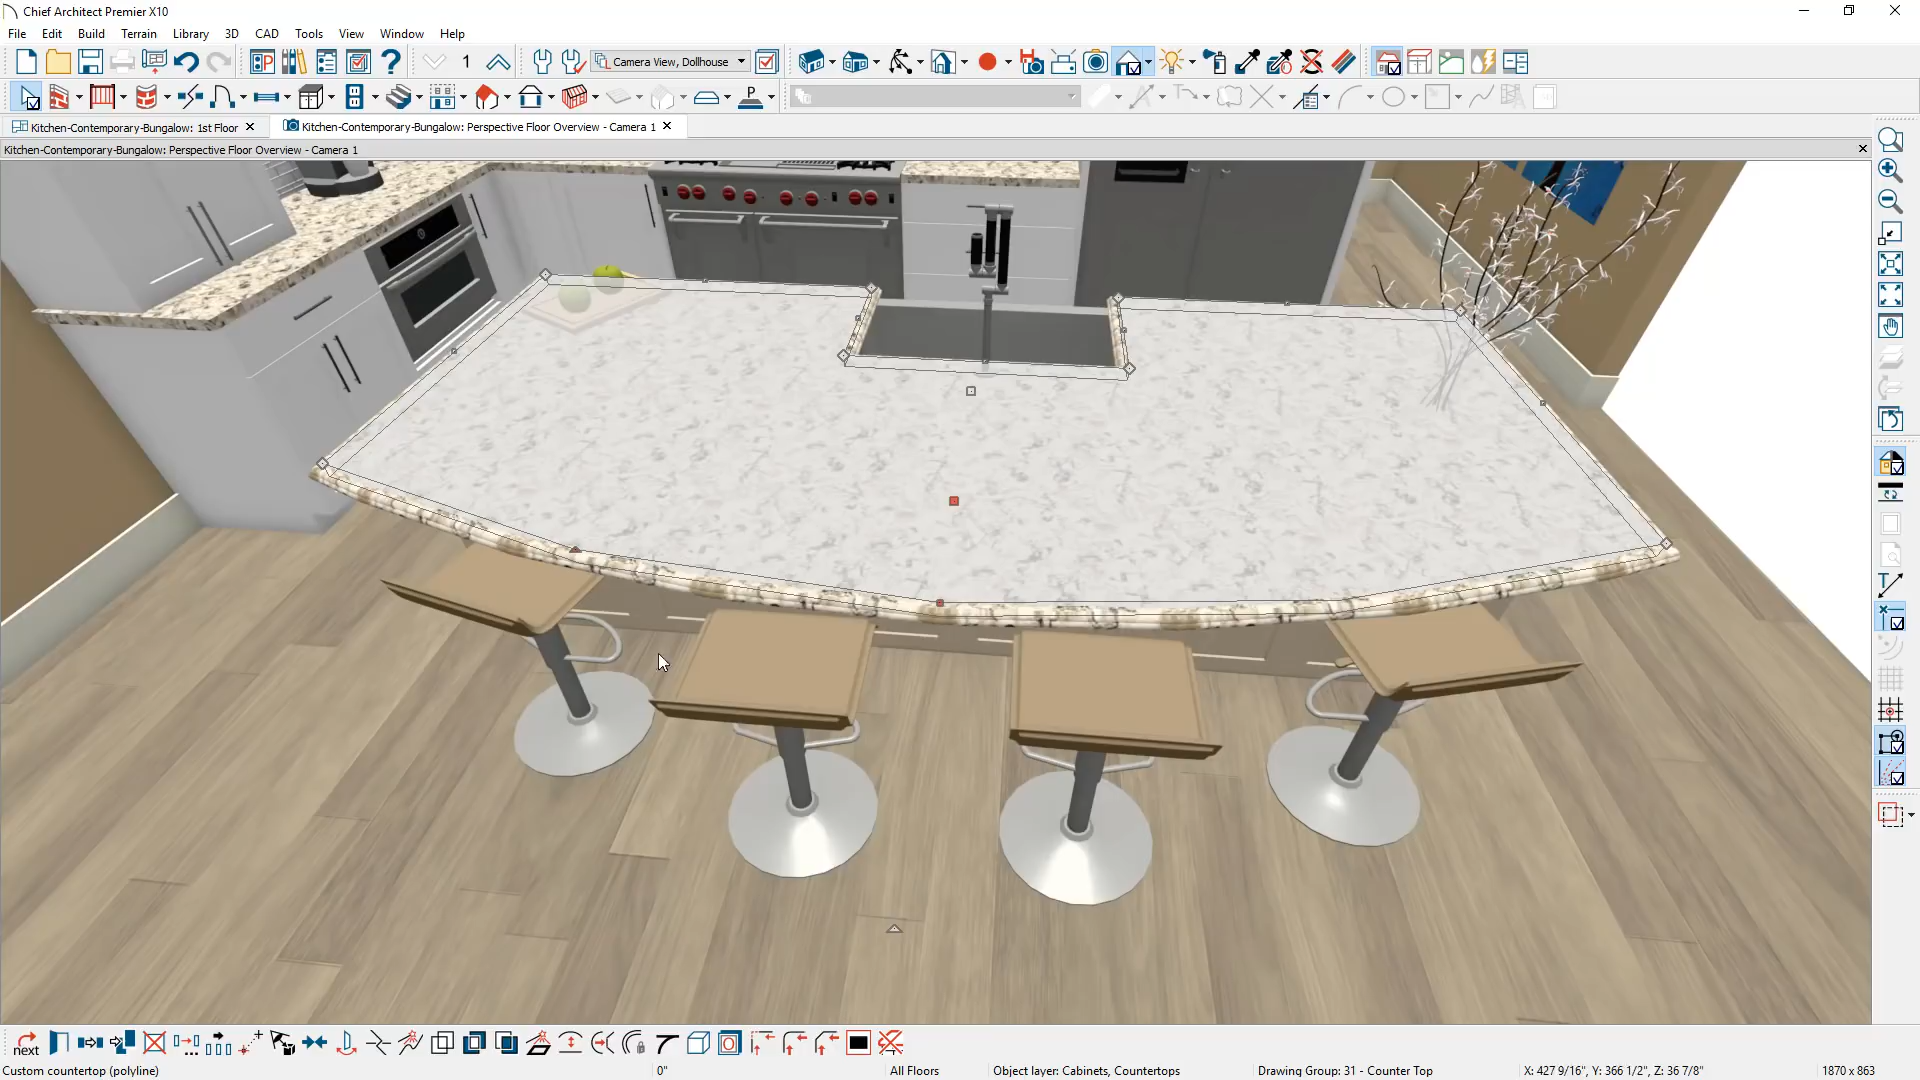 Chief Architect Premier X10
File Edit Build Terrain Library 3D CAD Tools View Window Help
1 Camera View, Dollhouse
P
Kitchen-Contemporary-Bungalow: 1st Floor Kitchen-Contemporary-Bungalow: Perspective Floor Overview - Camera 1
Kitchen-Contemporary-Bungalow: Perspective Floor Overview - Camera 1
next
Custom countertop (polyline) 0" All Floors Object layer: Cabinets, Countertops Drawing Group: 31 - Counter Top X: 427 9/16", Y: 366 1/2", Z: 36 7/8" 1870 x 863